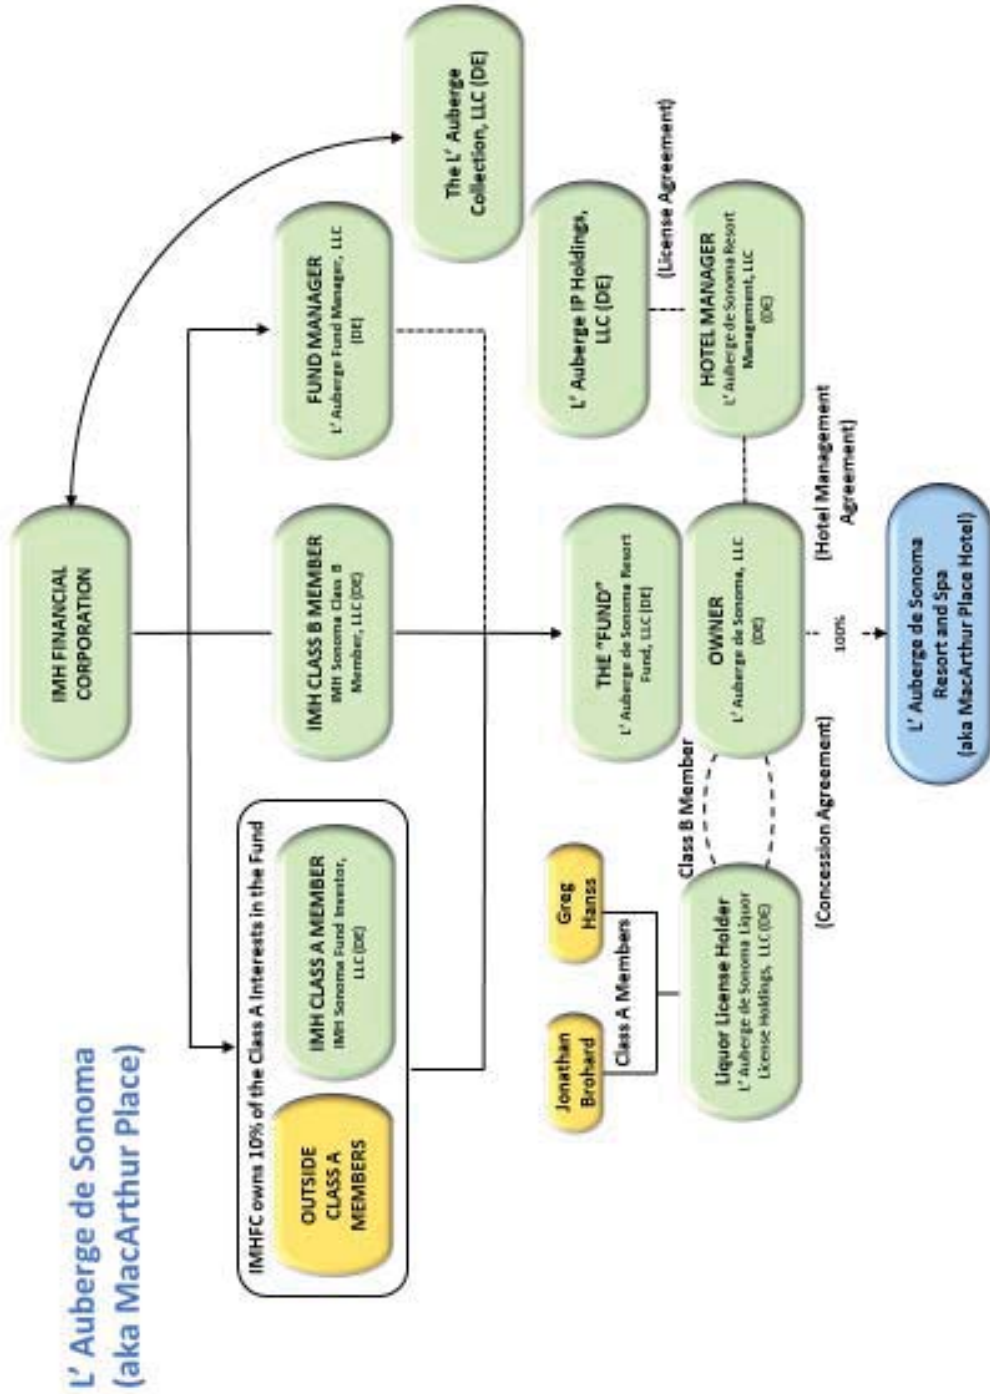 L' Auberge de Sonoma
(aka MacArthur Place)
IMH FINANCIAL
CORPORATION
The L' Auberge
Collection, LLC (DE)
IMHFC owns 10% of the Class A Interests in the Fund
OUTSIDE
CLASS A
MEMBERS
IMH CLASS A MEMBER
IMH Sonoma Fund Investor,
LLC (DE)
IMH CLASS B MEMBER
IMH Sonoma Class B
Member, LLC (DE)
FUND MANAGER
L' Auberge Fund Manager, LLC
(DE)
Jonathan
Brohard
Greg
Hanss
Class A Members
THE "FUND"
L' Auberge de Sonoma Resort
Fund, LLC (DE)
L' Auberge IP Holdings,
LLC (DE)
(License Agreement)
Class B Member
Liquor License Holder
L' Auberge de Sonoma Liquor
License Holdings, LLC (DE)
OWNER
L' Auberge de Sonoma, LLC
(DE)
HOTEL MANAGER
L' Auberge de Sonoma Resort
Management, LLC
(DE)
(Concession Agreement)
100%
(Hotel Management
Agreement)
L' Auberge de Sonoma
Resort and Spa
(aka MacArthur Place Hotel)